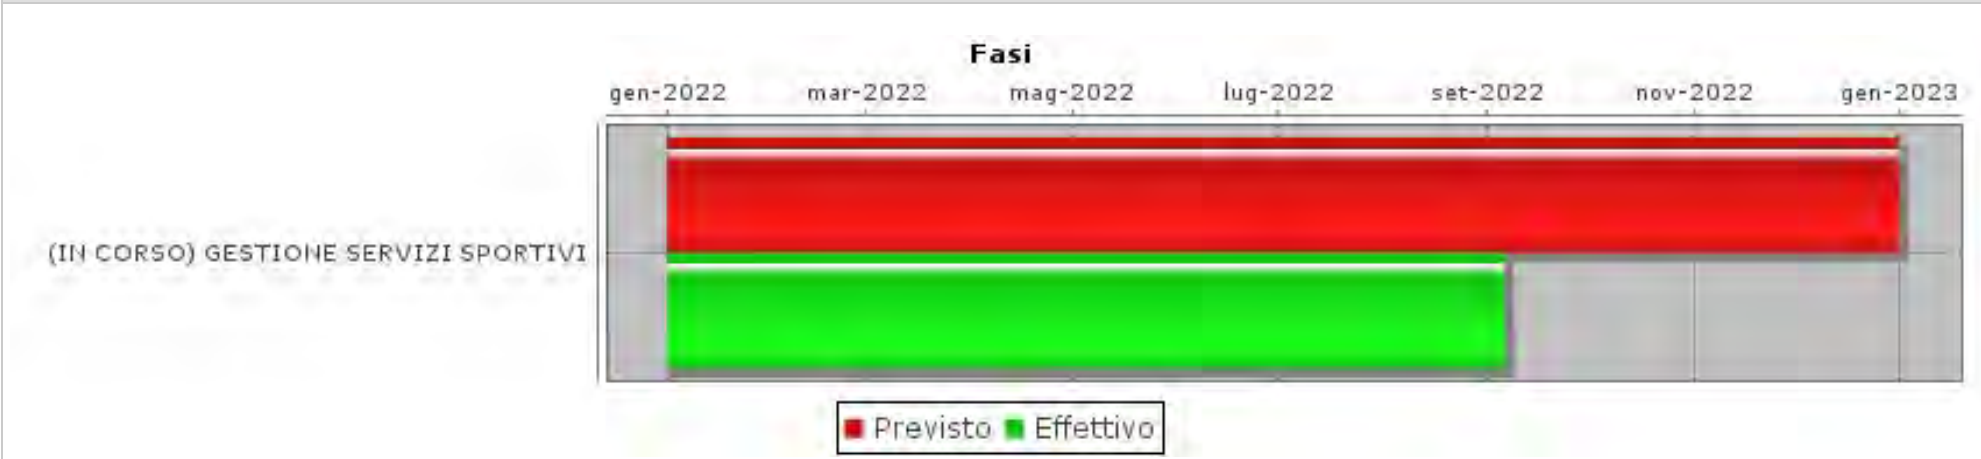 Fasi
gen-2022 mar-2022 mag-2022 lug-2022 set-2022 nov-2022 gen-2023
(IN CORSO) GESTIONE SERVIZI SPORTIVI
Previsto Effettivo